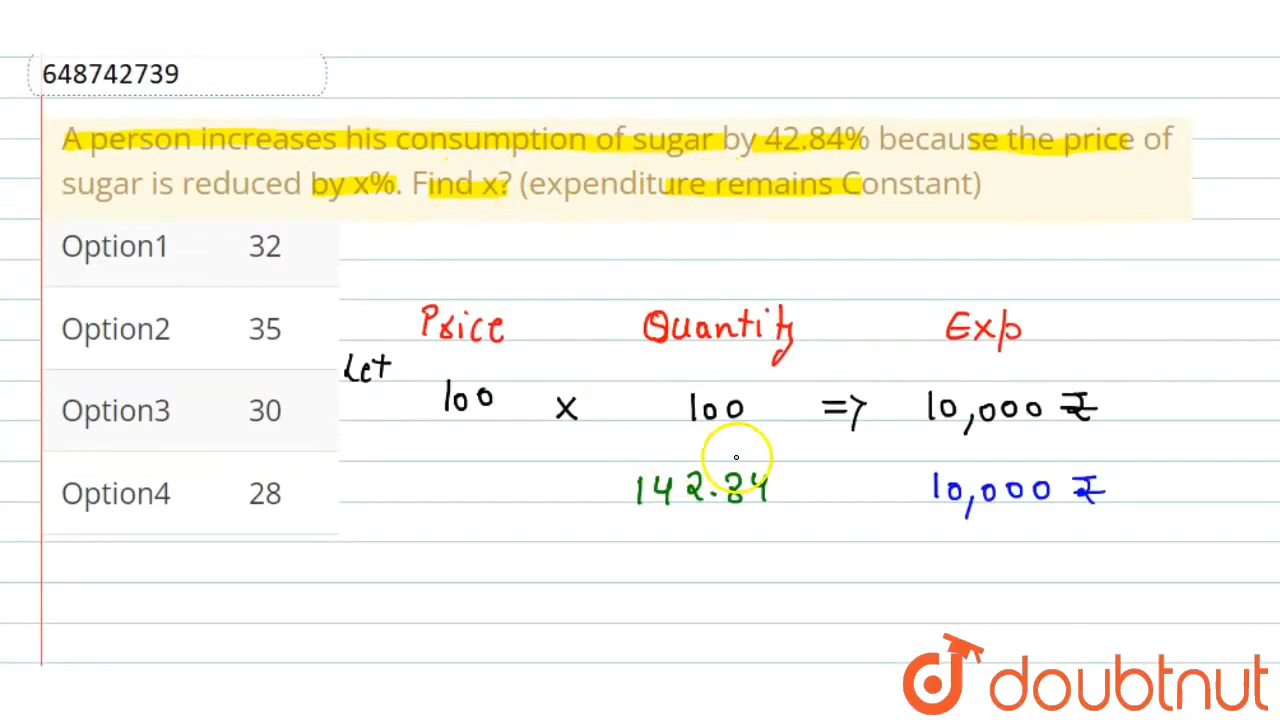 648742739
A person increases his consumption of sugar by 42.84% because the price of
sugar is reduced by x%. Find x? (expenditure remains Constant)
Option1 32
Option2 35
Option3 30
Option4 28
Price Quantity Exp
Let
100 x 100 => 10,000 ₹
142.84 10,000 ₹
doubtnut